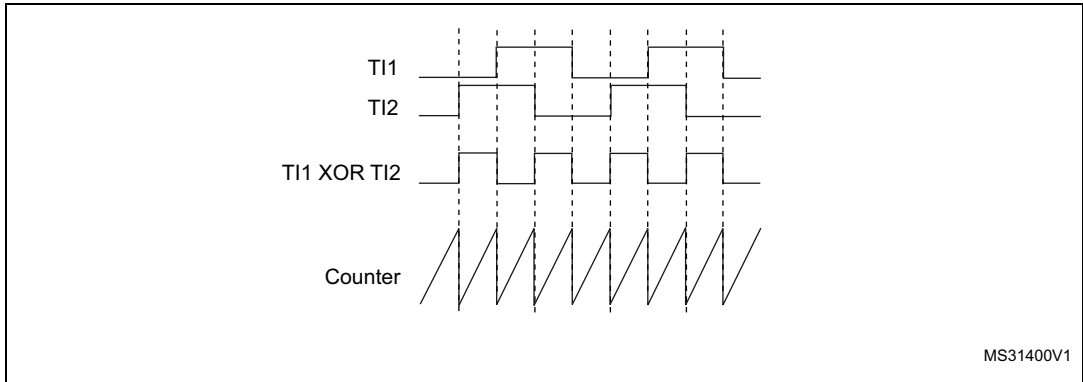 TI1
TI2
TI1 XOR TI2
Counter
MS31400V1